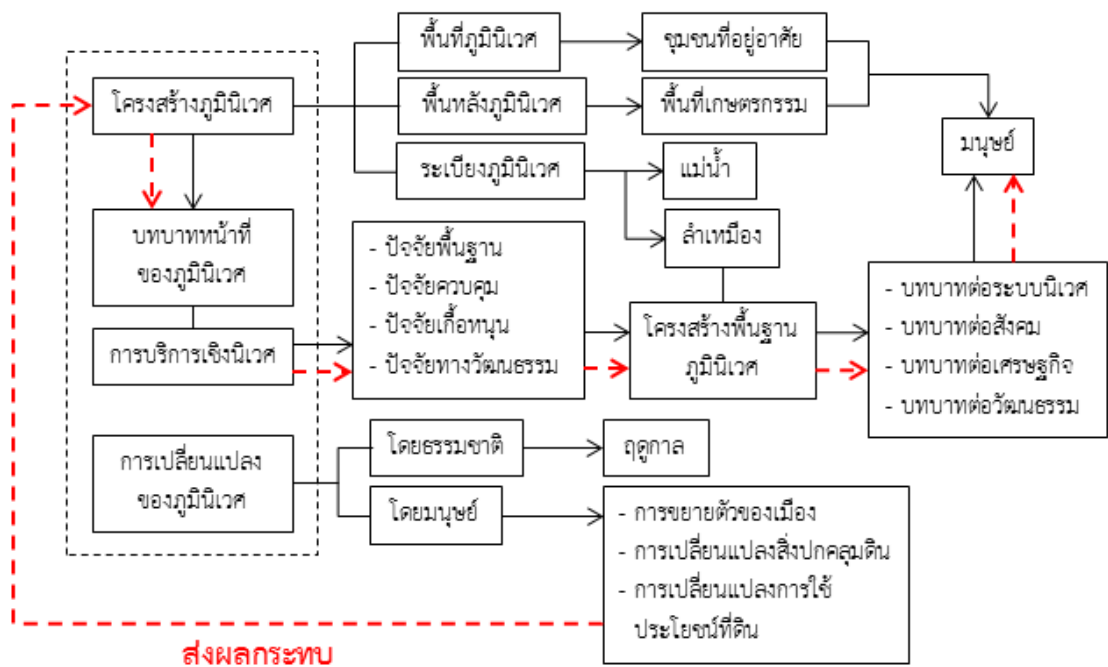 พื้นที่ภูมินิเวศ
ชุมชนที่อยู่อาศัย
โครงสร้างภูมินิเวศ
พื้นหลังภูมินิเวศ
พื้นที่เกษตรกรรม
มนุษย์
ระเบียงภูมินิเวศ
แม่น้ำ
ลำเหมือง
บทบาทหน้าที่
ของภูมินิเวศ
การบริการเชิงนิเวศ
- ปัจจัยพื้นฐาน
- ปัจจัยควบคุม
- ปัจจัยเกื้อหนุน
- ปัจจัยทางวัฒนธรรม
โครงสร้างพื้นฐาน
ภูมินิเวศ
- บทบาทต่อระบบนิเวศ
- บทบาทต่อสังคม
- บทบาทต่อเศรษฐกิจ
- บทบาทต่อวัฒนธรรม
การเปลี่ยนแปลง
ของภูมินิเวศ
โดยธรรมชาติ
ฤดูกาล
โดยมนุษย์
- การขยายตัวของเมือง
- การเปลี่ยนแปลงสิ่งปกคลุมดิน
- การเปลี่ยนแปลงการใช้
ประโยชน์ที่ดิน
ส่งผลกระทบ